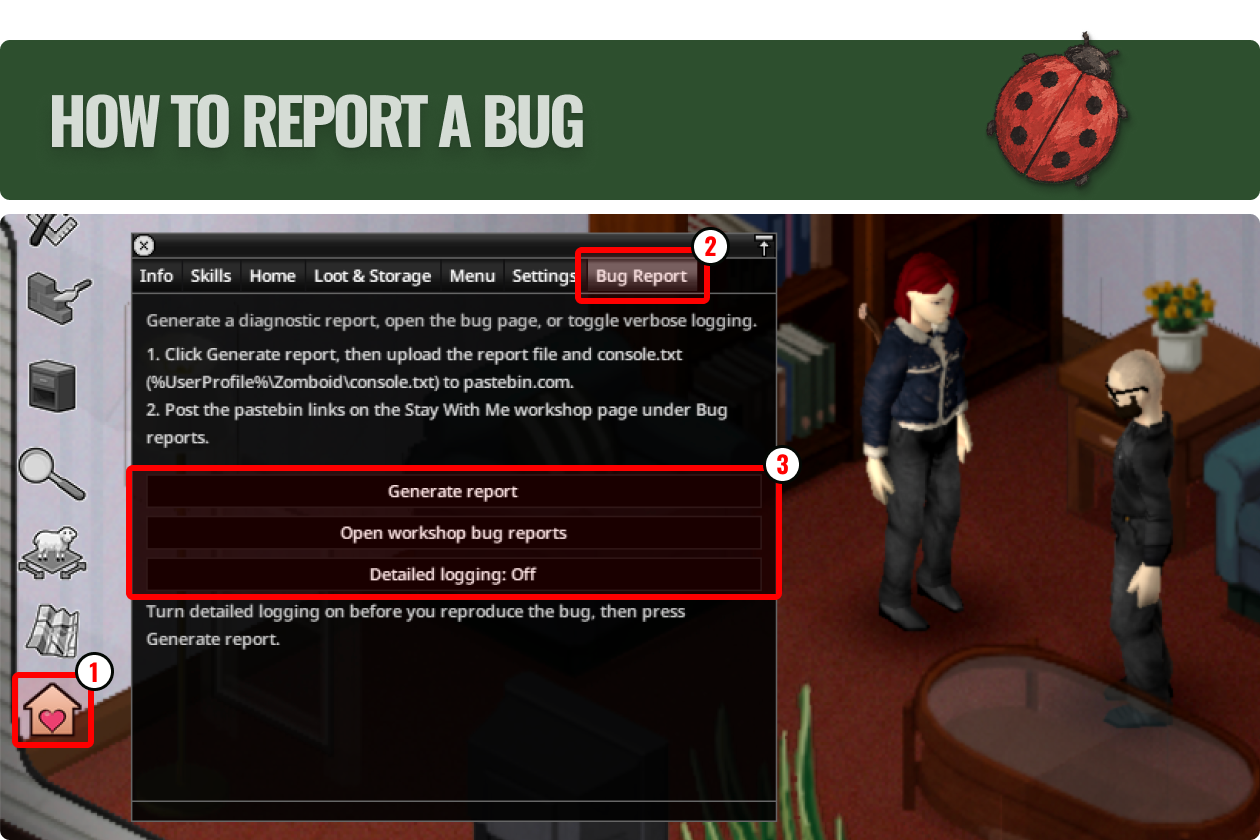 HOW TO REPORT A BUG
2
Info Skills Home Loot & Storage Menu Settings Bug Report
Generate a diagnostic report, open the bug page, or toggle verbose logging.
1. Click Generate report, then upload the report file and console.txt
(%UserProfile%\Zomboid\console.txt) to pastebin.com.
2. Post the pastebin links on the Stay With Me workshop page under Bug
reports.
3
Generate report
Open workshop bug reports
Detailed logging: Off
Turn detailed logging on before you reproduce the bug, then press
Generate report.
1